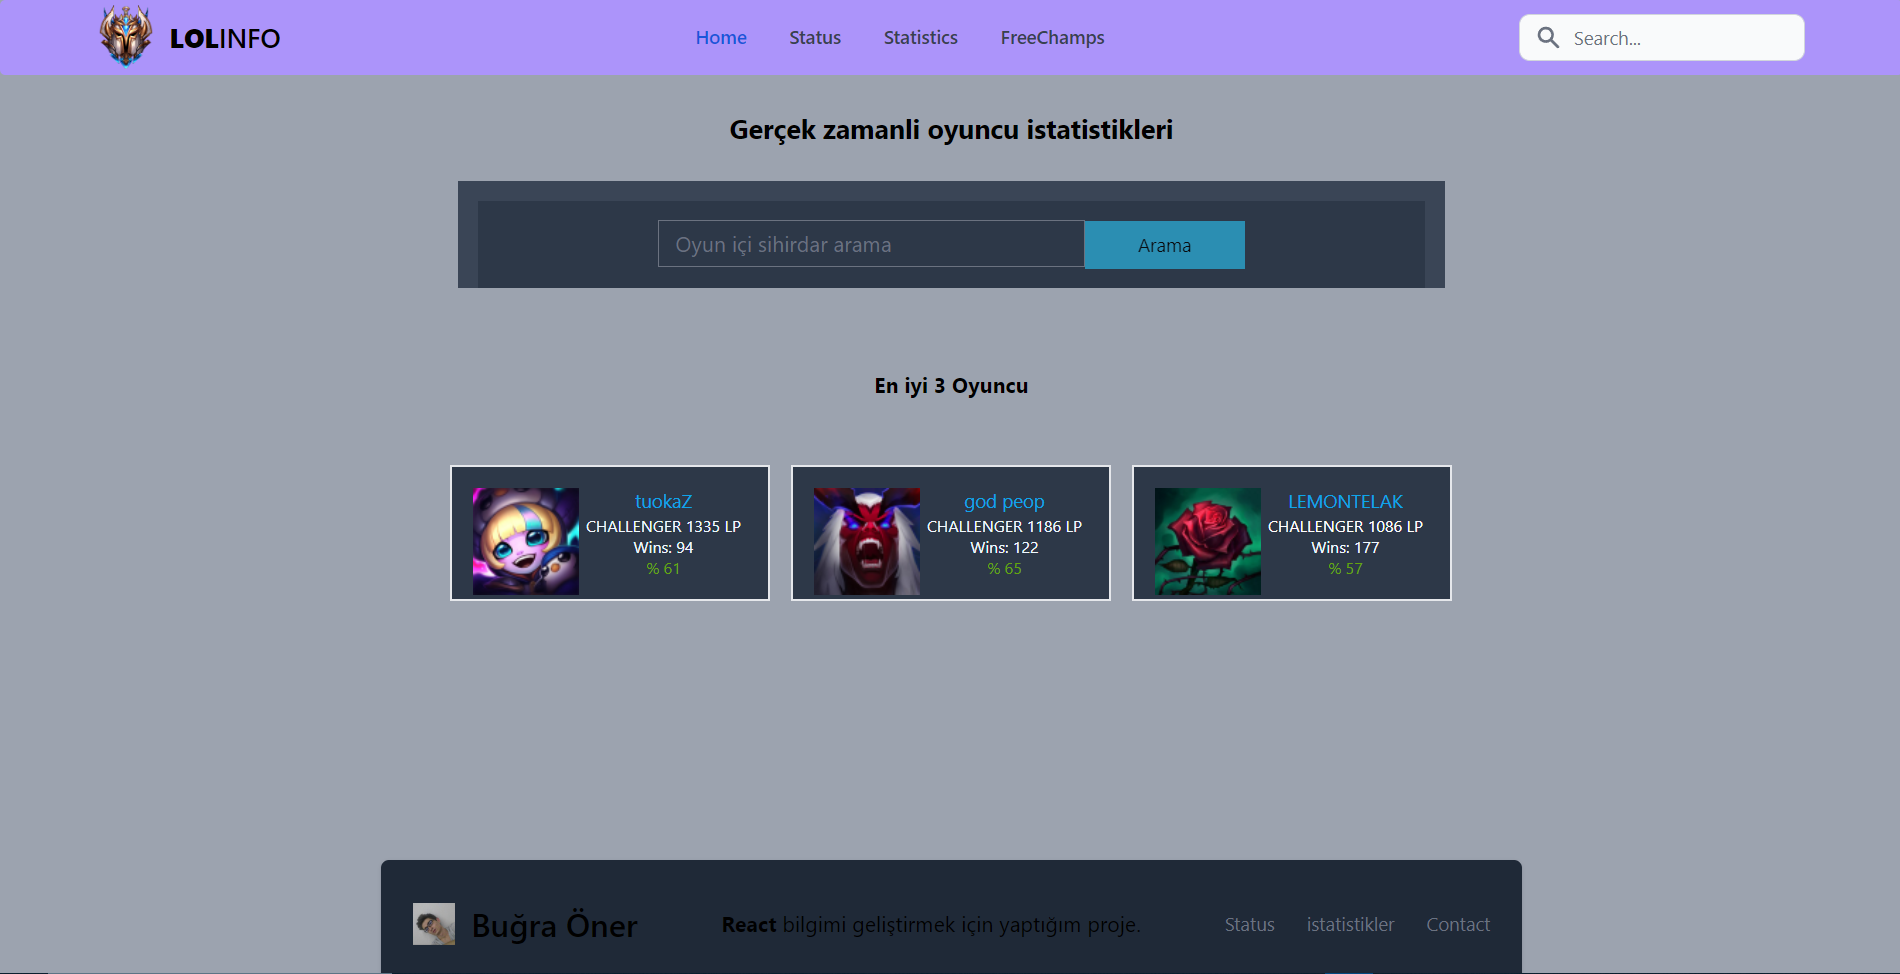 LOLINFO
Home Status Statistics FreeChamps
Search...
Gerçek zamanli oyuncu istatistikleri
Oyun içi sihirdar arama
Arama
En iyi 3 Oyuncu
tuokaZ
CHALLENGER 1335 LP
Wins: 94
% 61
god peop
CHALLENGER 1186 LP
Wins: 122
% 65
LEMONTELAK
CHALLENGER 1086 LP
Wins: 177
% 57
Buğra Öner
React bilgimi geliştirmek için yaptığım proje.
Status istatistikler Contact